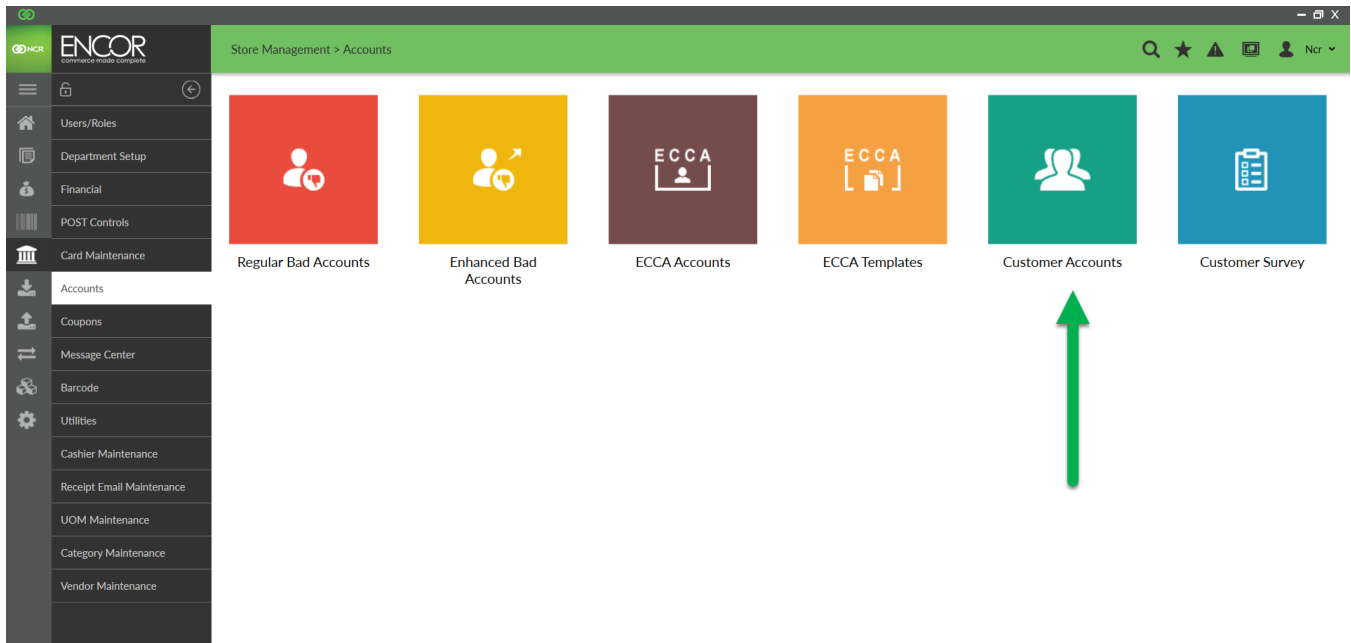 NCR
ENCOR
commerce made complete
Store Management > Accounts
Ncr
Users/Roles
Department Setup
Financial
POST Controls
Card Maintenance
Accounts
Coupons
Message Center
Barcode
Utilities
Cashier Maintenance
Receipt Email Maintenance
UOM Maintenance
Category Maintenance
Vendor Maintenance
Regular Bad Accounts
Enhanced Bad
Accounts
ECCA
ECCA Accounts
ECCA
ECCA Templates
Customer Accounts
Customer Survey